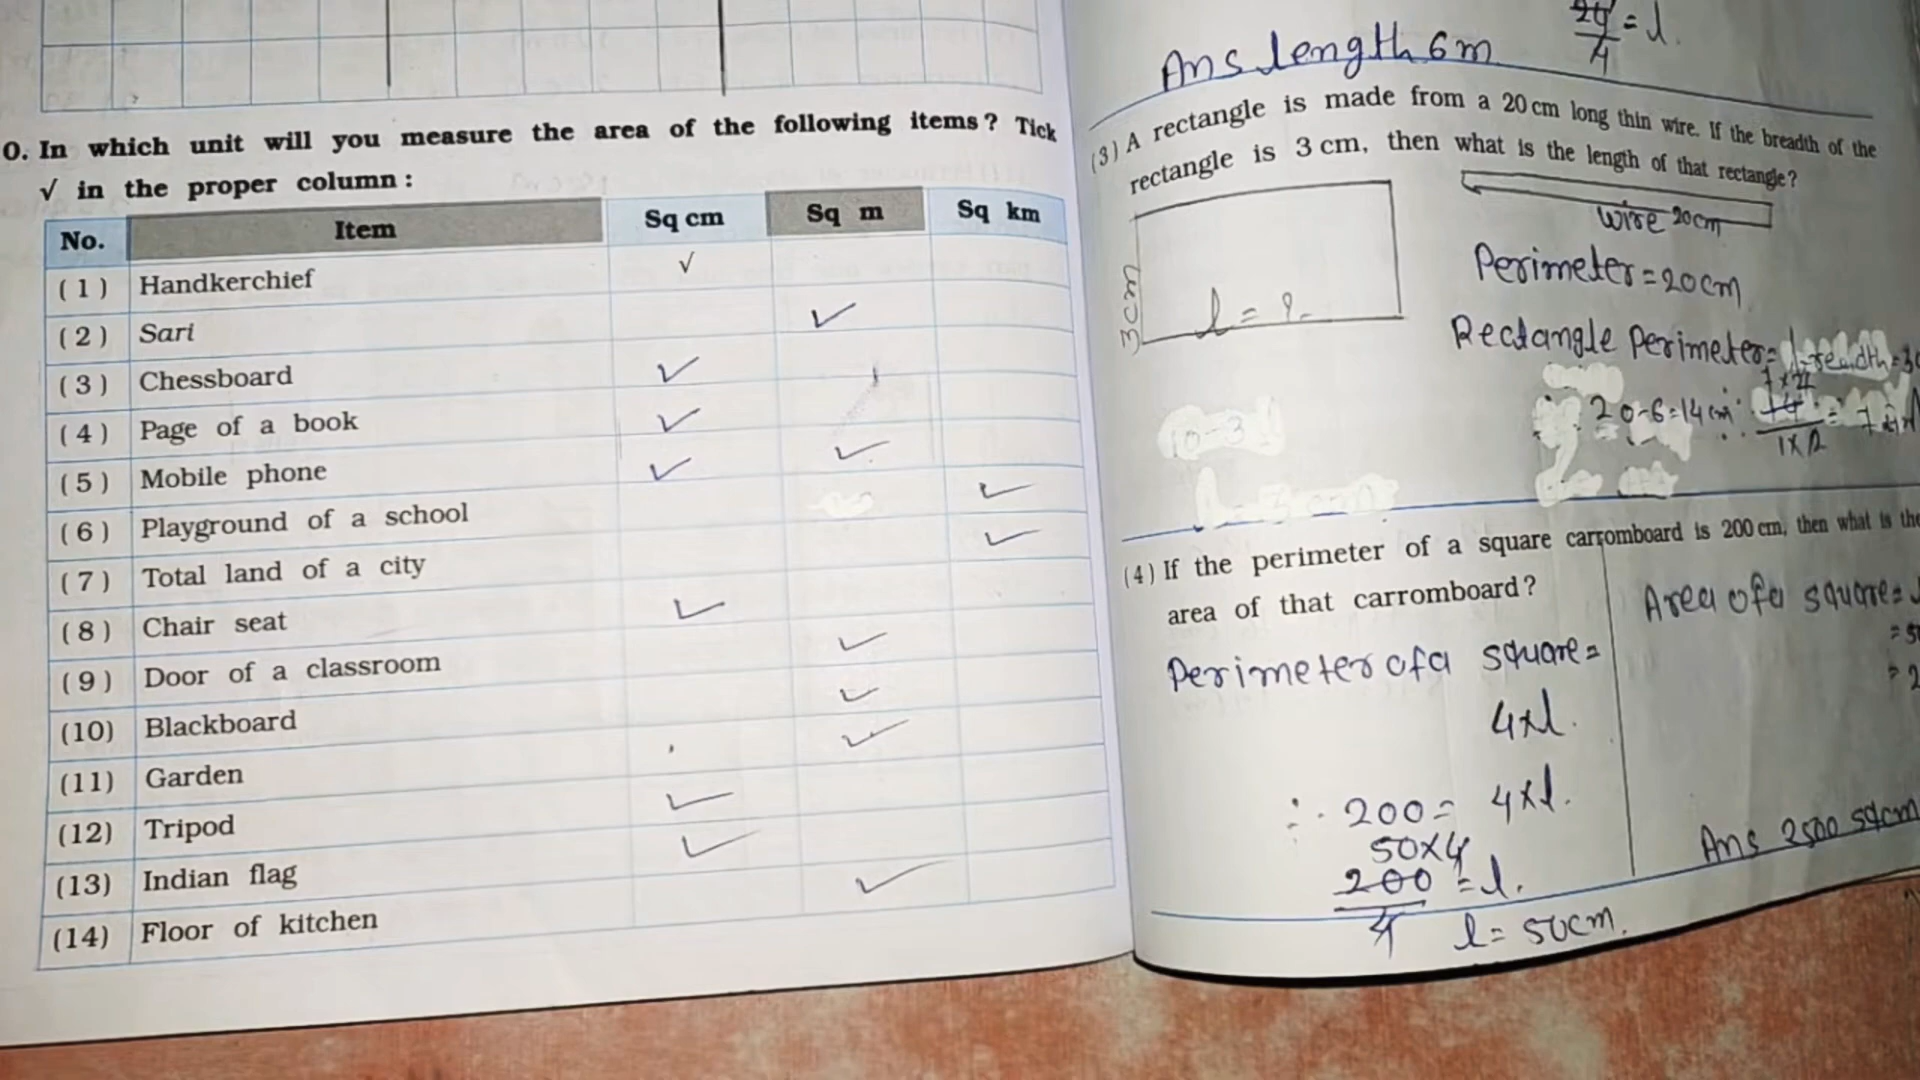 0. In which unit will you measure the area of the following items? Tick
√ in the proper column :
No. Item Sq cm Sq m Sq km
(1) Handkerchief √
(2) Sari ✓
(3) Chessboard ✓
(4) Page of a book ✓
(5) Mobile phone ✓ ✓
(6) Playground of a school ✓
(7) Total land of a city ✓
(8) Chair seat ✓
(9) Door of a classroom ✓
(10) Blackboard ✓
(11) Garden ✓
(12) Tripod ✓
(13) Indian flag ✓
(14) Floor of kitchen ✓
24/4 = l.
Ans length 6m
(3) A rectangle is made from a 20 cm long thin wire. If the breadth of the
rectangle is 3 cm, then what is the length of that rectangle?
wire 20cm
3cm
l = ?
Perimeter = 20cm
Rectangle Perimeter =
20-6=14cm
1x2
(4) If the perimeter of a square carromboard is 200 cm, then what is the
area of that carromboard?
Perimeter of a square =
4xl.
∴ 200 = 4xl.
50x4
200/4 = l.
l = 50cm.
Area of a square =
Ans 2500 sqcm